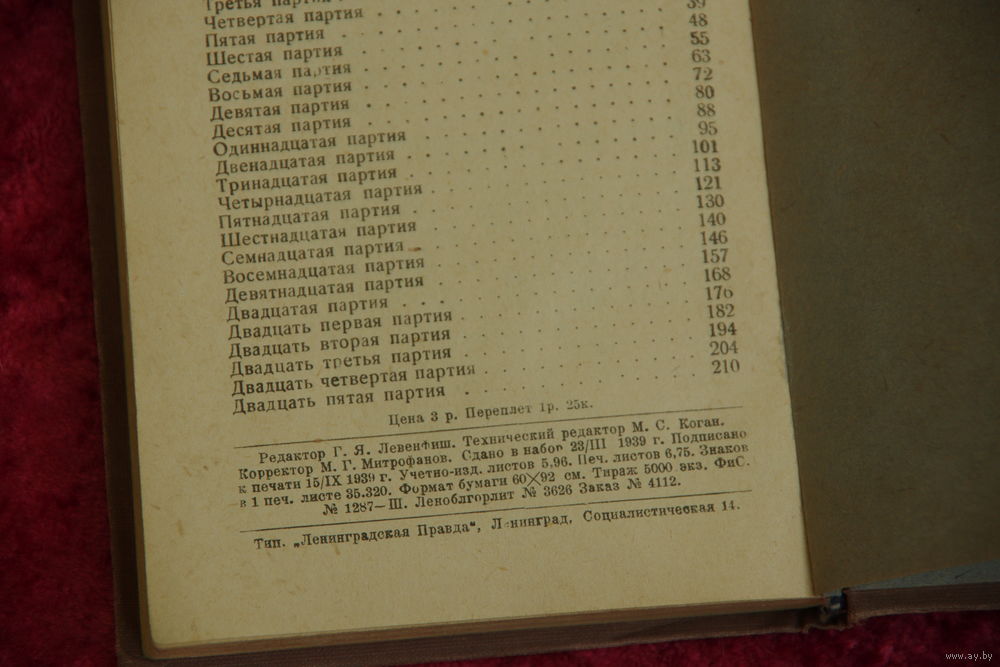 Третья партия
Четвертая партия
Пятая партия . . . 39
Шестая партия . . . 48
Седьмая партия . . . 55
Восьмая партия . . . 63
Девятая партия . . . 72
Десятая партия . . . 80
Одиннадцатая партия . . . 88
Двенадцатая партия . . . 95
Тринадцатая партия . . . 101
Четырнадцатая партия . . . 113
Пятнадцатая партия . . . 121
Шестнадцатая партия . . . 130
Семнадцатая партия . . . 140
Восемнадцатая партия . . . 146
Девятнадцатая партия . . . 157
Двадцатая партия . . . 168
Двадцать первая партия . . . 176
Двадцать вторая партия . . . 182
Двадцать третья партия . . . 194
Двадцать четвертая партия . . . 204
Двадцать пятая партия . . . 210
Цена 3 р. Переплет 1р. 25к.
Редактор Г. Я. Левенфиш. Технический редактор М. С. Коган.
Корректор М. Г. Митрофанов. Сдано в набор 23/III 1939 г. Подписано
к печати 15/IX 1939 г. Учетно-изд. листов 5,96. Печ. листов 6,75. Знаков
в 1 печ. листе 35.320. Формат бумаги 60×92 см. Тираж 5000 экз. ФиС.
№ 1287—Ш. Леноблгорлит № 3626 Заказ № 4112.
Тип. „Ленинградская Правда“, Ленинград, Социалистическая 14.
www.ay.by